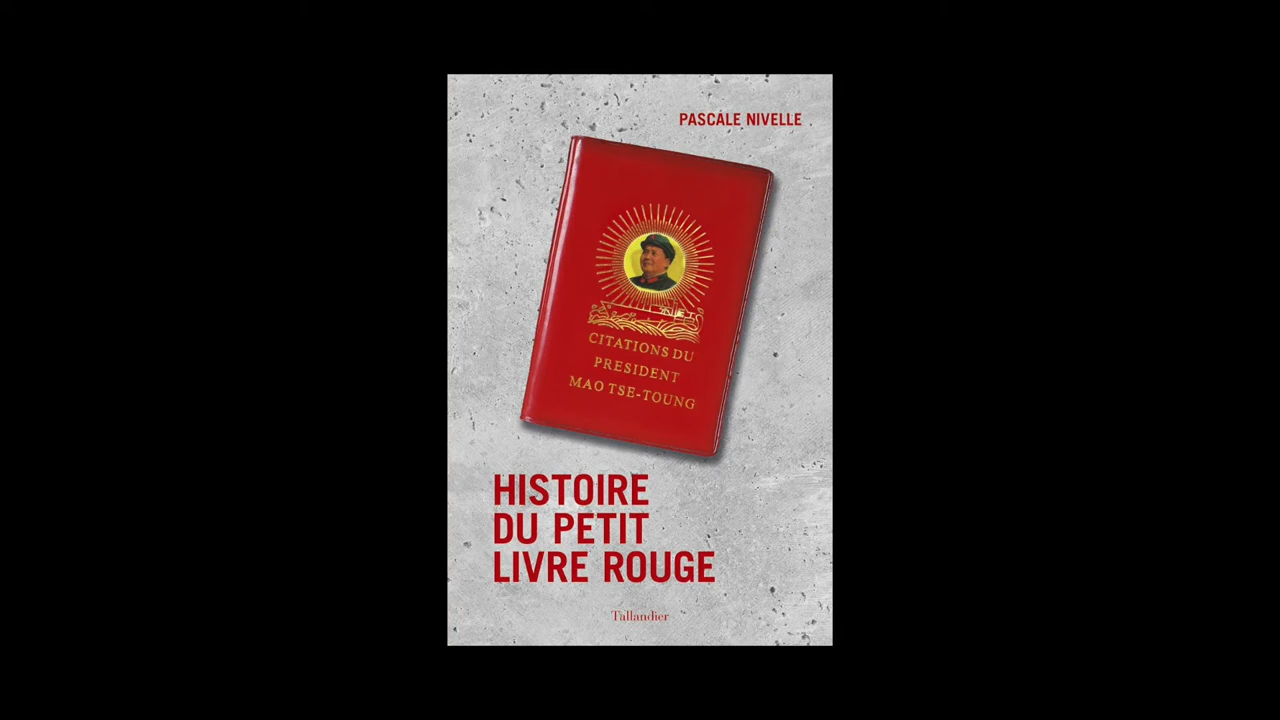 PASCALE NIVELLE
CITATIONS DU
PRESIDENT
MAO TSE-TOUNG
HISTOIRE
DU PETIT
LIVRE ROUGE
Tallandier